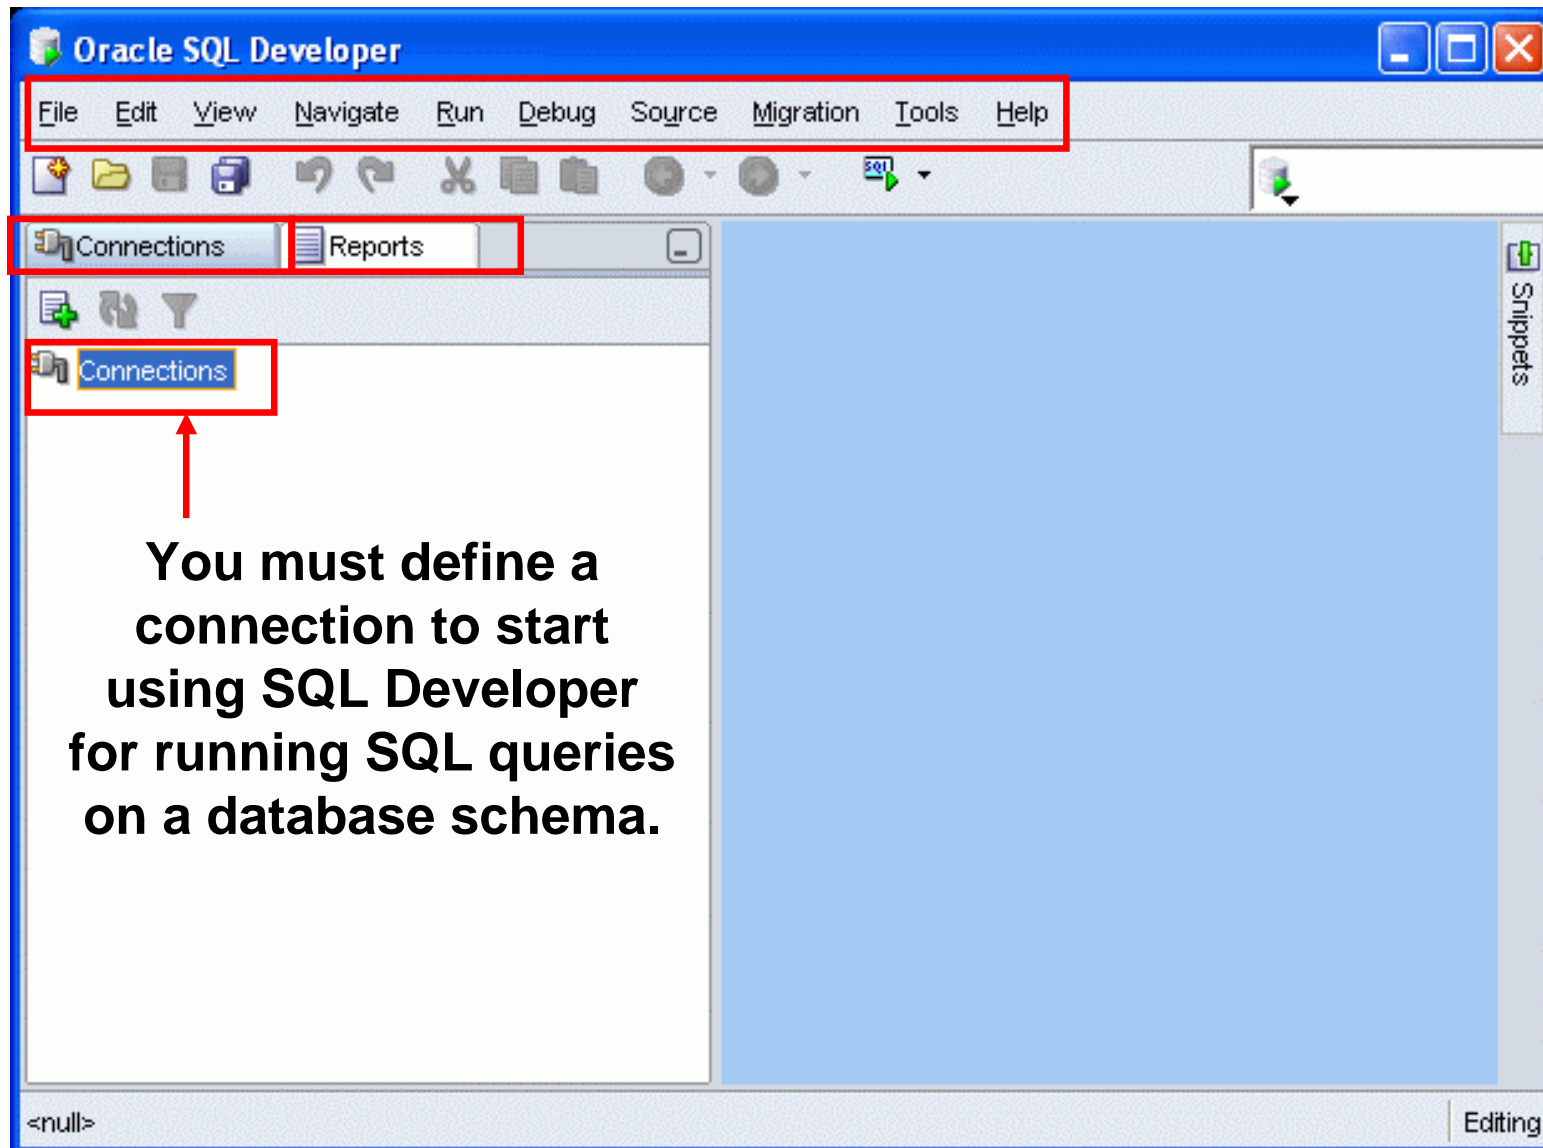 Oracle SQL Developer
File Edit View Navigate Run Debug Source Migration Tools Help
SQL
Connections Reports
Snippets
Connections
You must define a
connection to start
using SQL Developer
for running SQL queries
on a database schema.
<null> Editing